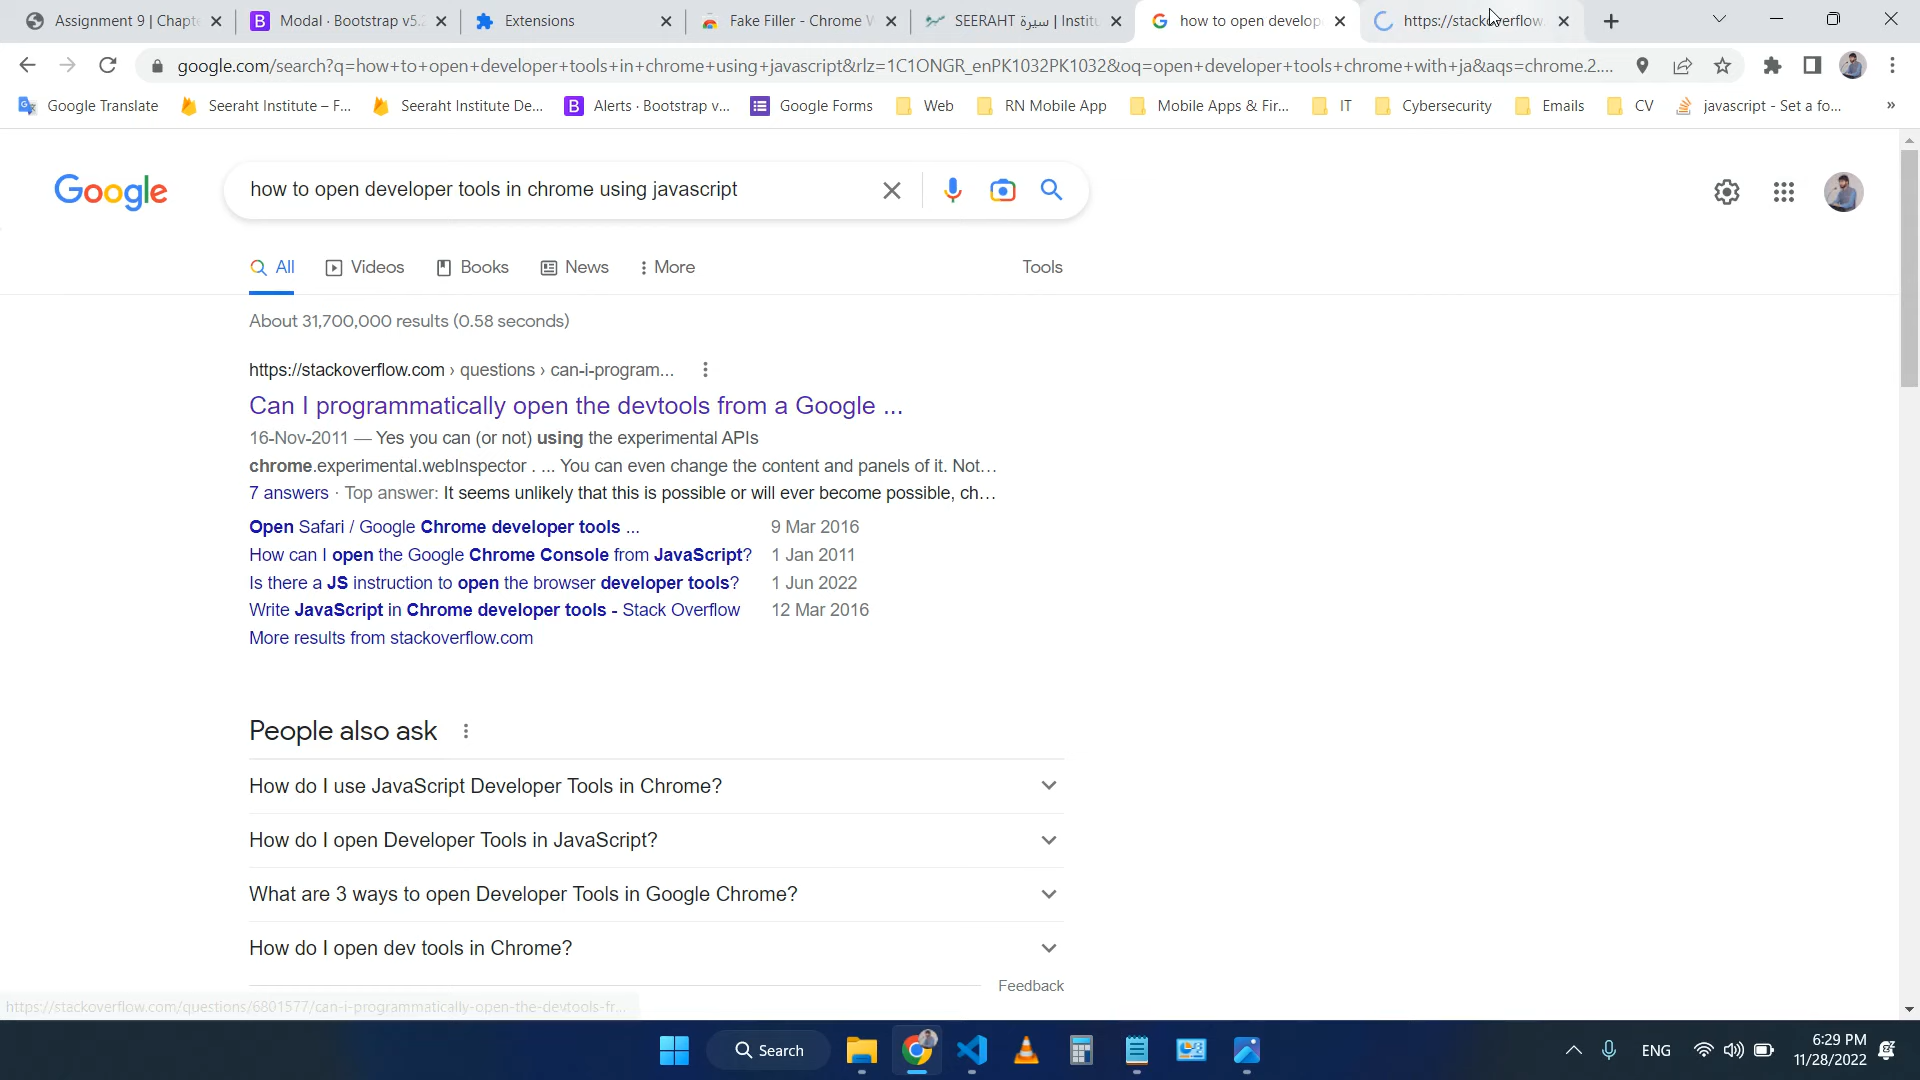 Assignment 9 | Chapt
Modal · Bootstrap v5.2
Extensions
Fake Filler - Chrome W
SEERAHT سيرة | Institu
how to open develop
https://stackoverflow.
google.com/search?q=how+to+open+developer+tools+in+chrome+using+javascript&rlz=1C1ONGR_enPK1032PK1032&oq=open+developer+tools+chrome+with+ja&aqs=chrome.2....
Google Translate
Seeraht Institute – F...
Seeraht Institute De...
Alerts · Bootstrap v...
Google Forms
Web
RN Mobile App
Mobile Apps & Fir...
IT
Cybersecurity
Emails
CV
javascript - Set a fo...
»
Google
how to open developer tools in chrome using javascript
All
Videos
Books
News
More
Tools
About 31,700,000 results (0.58 seconds)
https://stackoverflow.com › questions › can-i-program...
Can I programmatically open the devtools from a Google ...
16-Nov-2011 — Yes you can (or not) using the experimental APIs
chrome.experimental.webInspector . ... You can even change the content and panels of it. Not...
7 answers · Top answer: It seems unlikely that this is possible or will ever become possible, ch...
Open Safari / Google Chrome developer tools ... 9 Mar 2016
How can I open the Google Chrome Console from JavaScript? 1 Jan 2011
Is there a JS instruction to open the browser developer tools? 1 Jun 2022
Write JavaScript in Chrome developer tools - Stack Overflow 12 Mar 2016
More results from stackoverflow.com
People also ask
How do I use JavaScript Developer Tools in Chrome?
How do I open Developer Tools in JavaScript?
What are 3 ways to open Developer Tools in Google Chrome?
How do I open dev tools in Chrome?
Feedback
https://stackoverflow.com/questions/6801577/can-i-programmatically-open-the-devtools-fr...
Search
ENG
6:29 PM
11/28/2022